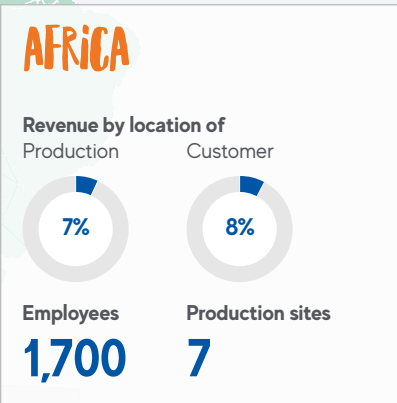 AFRICA
Revenue by location of
Production Customer
7% 8%
Employees Production sites
1,700 7